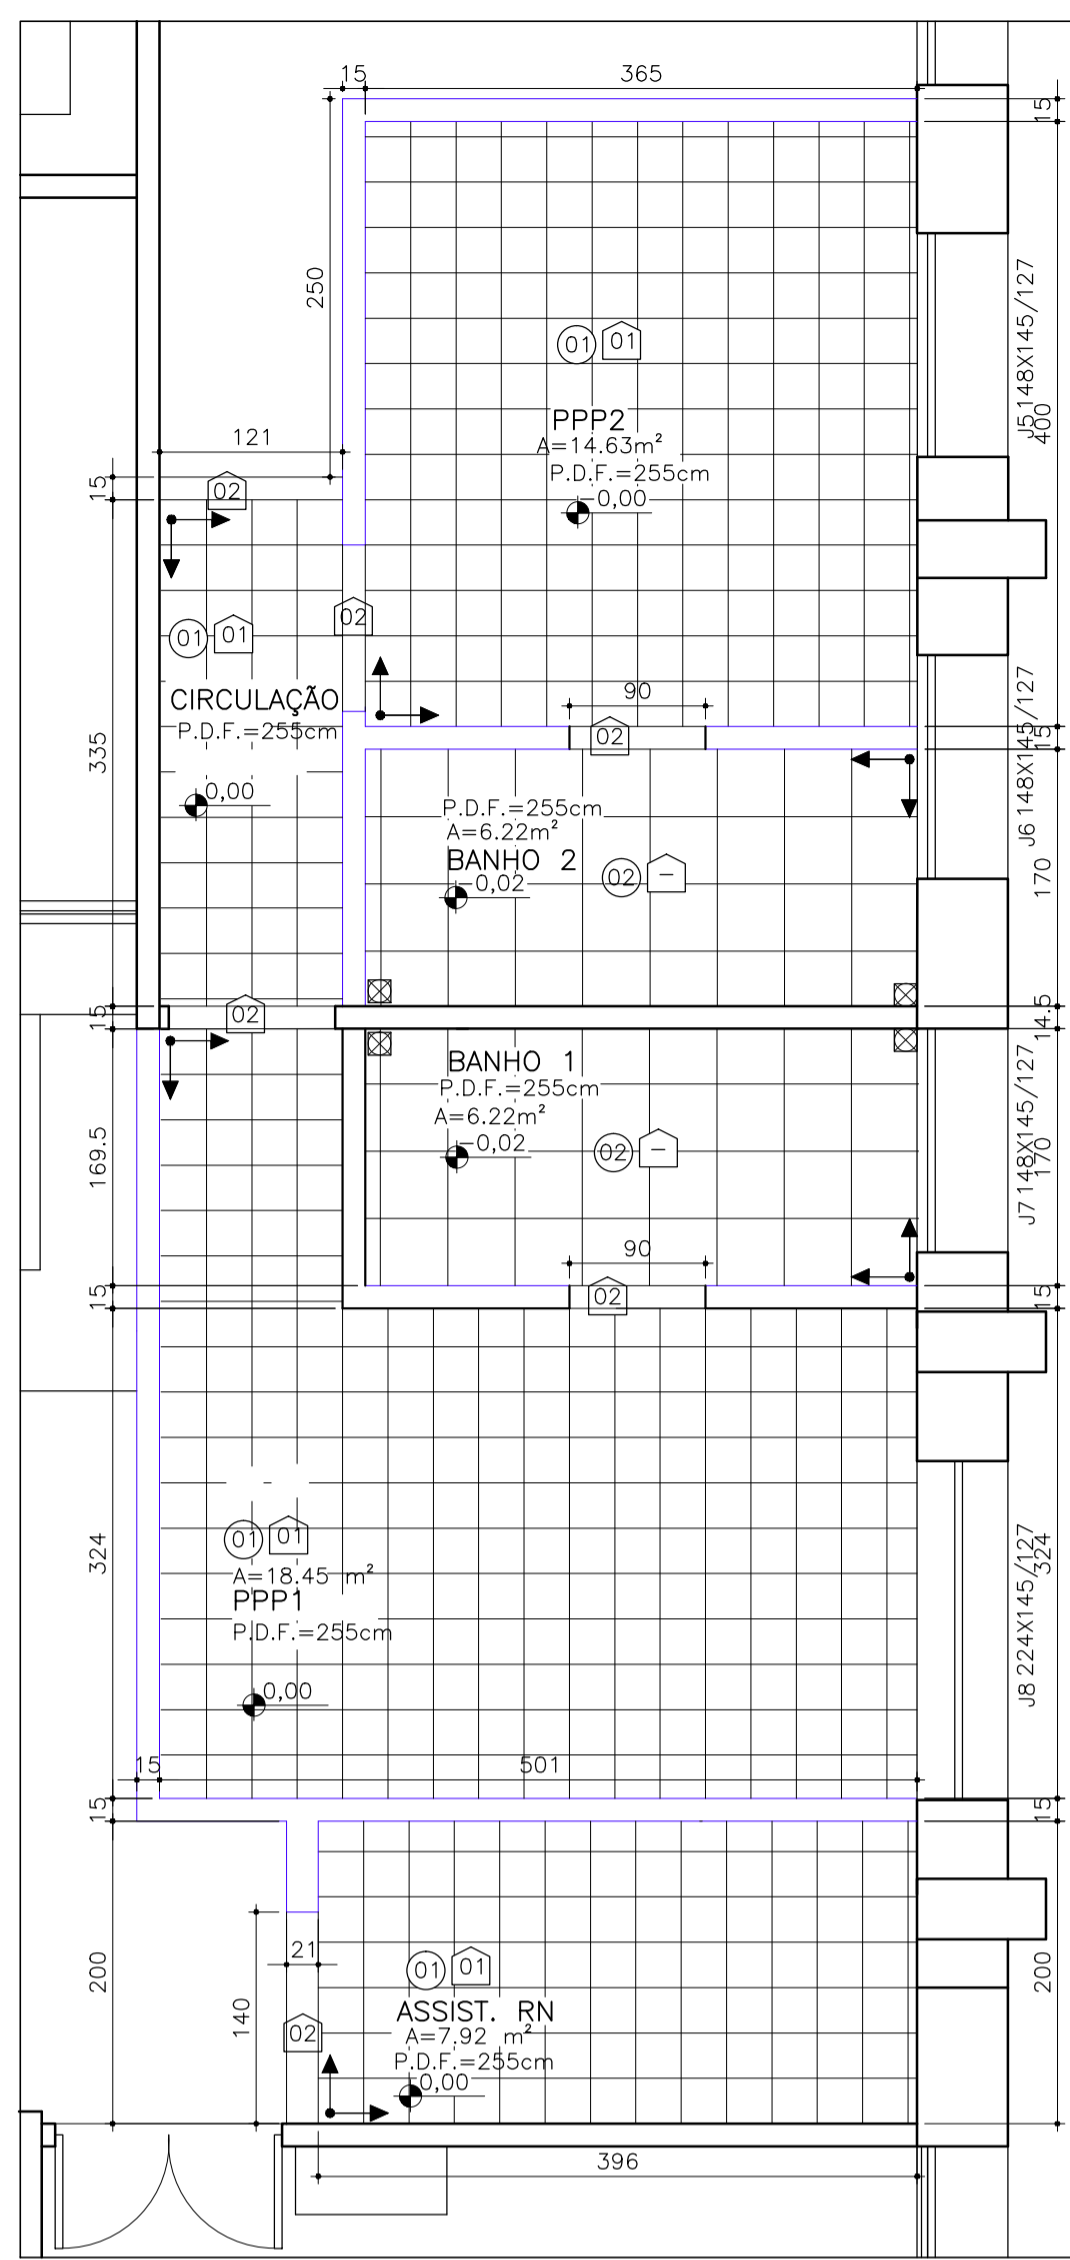 15
365
15
250
J5 148X145/127
400
01
01
PPP2
A=14.63m²
P.D.F.=255cm
0,00
121
15
02
01
01
02
CIRCULAÇÃO
P.D.F.=255cm
0,00
335
90
02
15
J6 148X145/127
170
P.D.F.=255cm
A=6.22m²
BANHO 2
-0,02
02
-
15
02
14.5
BANHO 1
P.D.F.=255cm
A=6.22m²
-0,02
02
-
169.5
J7 148X145/127
170
90
02
15
15
324
01
01
A=18.45 m²
PPP1
P.D.F.=255cm
0,00
J8 224X145/127
324
15
501
15
15
200
21
140
02
01
01
ASSIST. RN
A=7.92 m²
P.D.F.=255cm
0,00
200
396